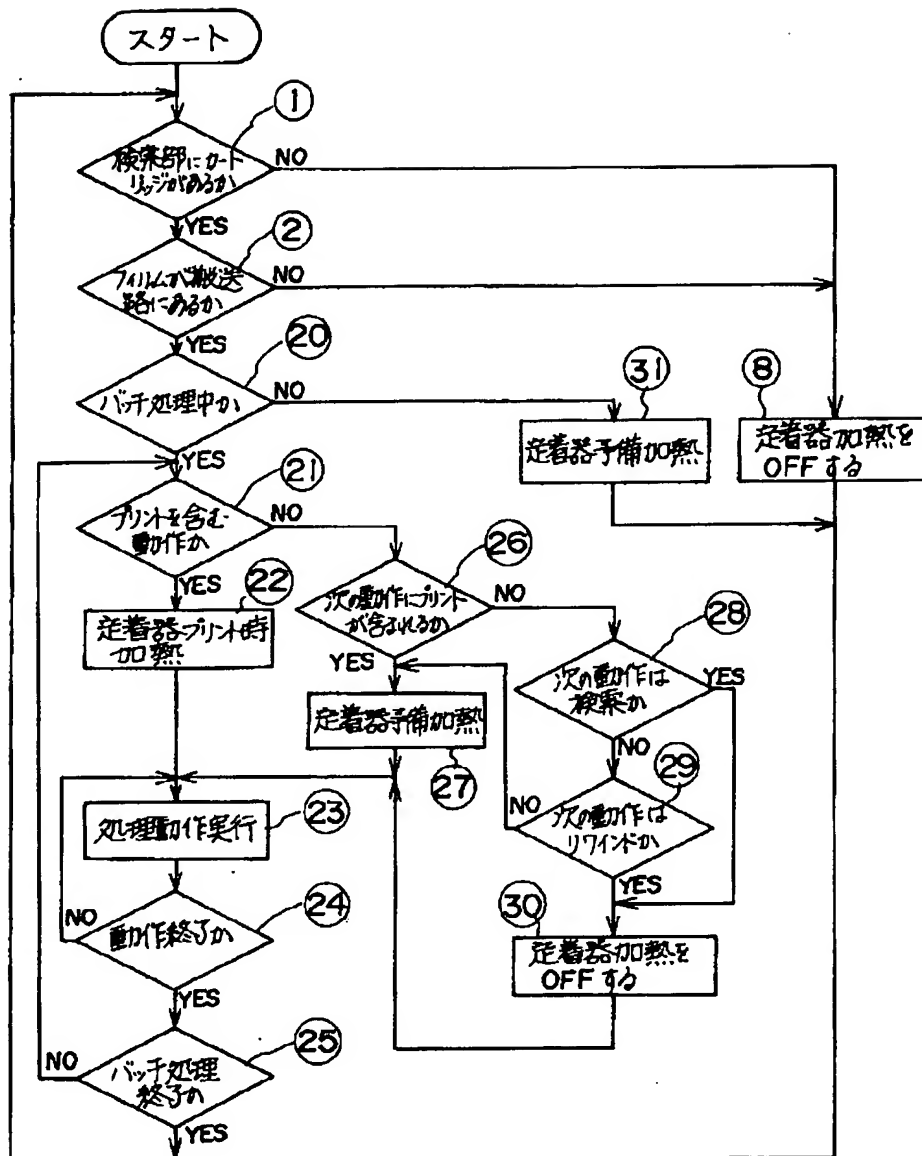 スタート
①
検索部にカート
リッジがあるか
NO
YES
②
フィルムが搬送
路にあるか
NO
YES
⑳
バッチ処理中か
NO
YES
㉛
定着器予備加熱
⑧
定着器加熱を
OFFする
㉑
プリントを含む
動作か
NO
YES
㉒
定着器プリント時
加熱
㉖
次の動作にプリント
が含まれるか
NO
YES
定着器予備加熱
㉗
㉘
次の動作は
検索か
YES
NO
㉙
次の動作は
リワインドか
NO
YES
㉚
定着器加熱を
OFFする
処理動作実行
㉓
動作終了か
㉔
NO
YES
バッチ処理
終了か
㉕
NO
YES